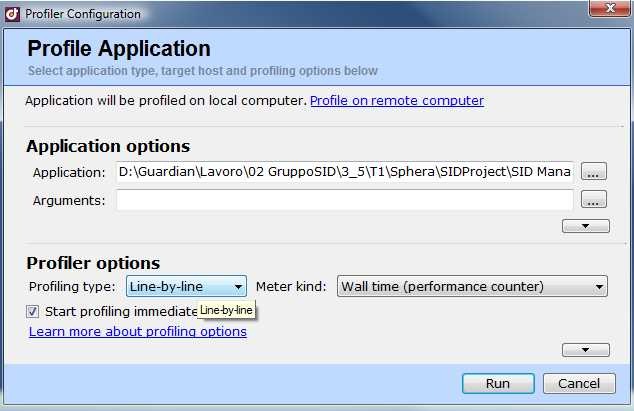 Profiler Configuration
Profile Application
Select application type, target host and profiling options below
Application will be profiled on local computer. Profile on remote computer
Application options
Application: D:\Guardian\Lavoro\02 GruppoSID\3_5\T1\Sphera\SIDProject\SID Mana ...
Arguments: ...
Profiler options
Profiling type: Line-by-line Meter kind: Wall time (performance counter)
Start profiling immediate Line-by-line
Learn more about profiling options
Run Cancel